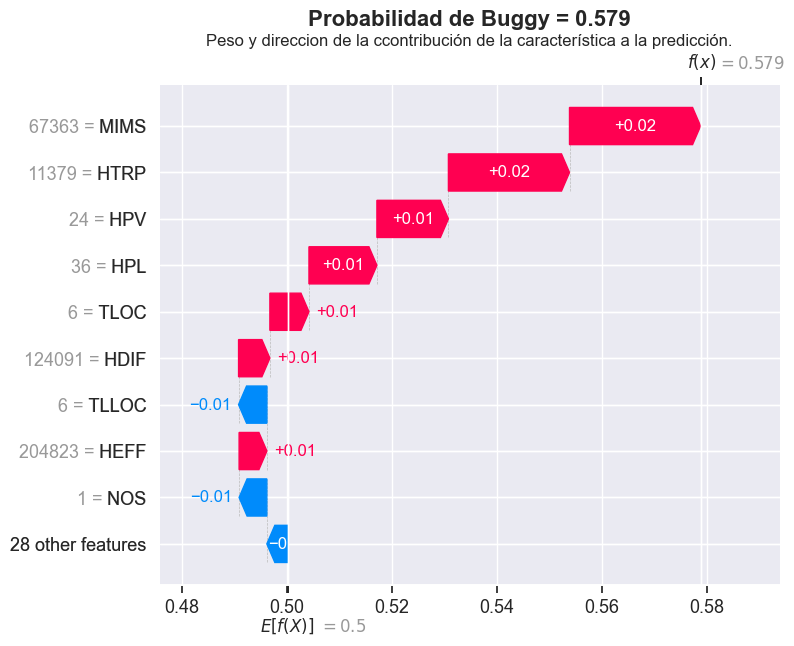 Probabilidad de Buggy = 0.579
Peso y direccion de la ccontribución de la característica a la predicción.
f(x) = 0.579
67363 = MIMS
+0.02
11379 = HTRP
+0.02
24 = HPV
+0.01
36 = HPL
+0.01
6 = TLOC
+0.01
124091 = HDIF
+0.01
6 = TLLOC
−0.01
204823 = HEFF
+0.01
1 = NOS
−0.01
28 other features
−0
0.48 0.50 0.52 0.54 0.56 0.58
E[f(X)] = 0.5